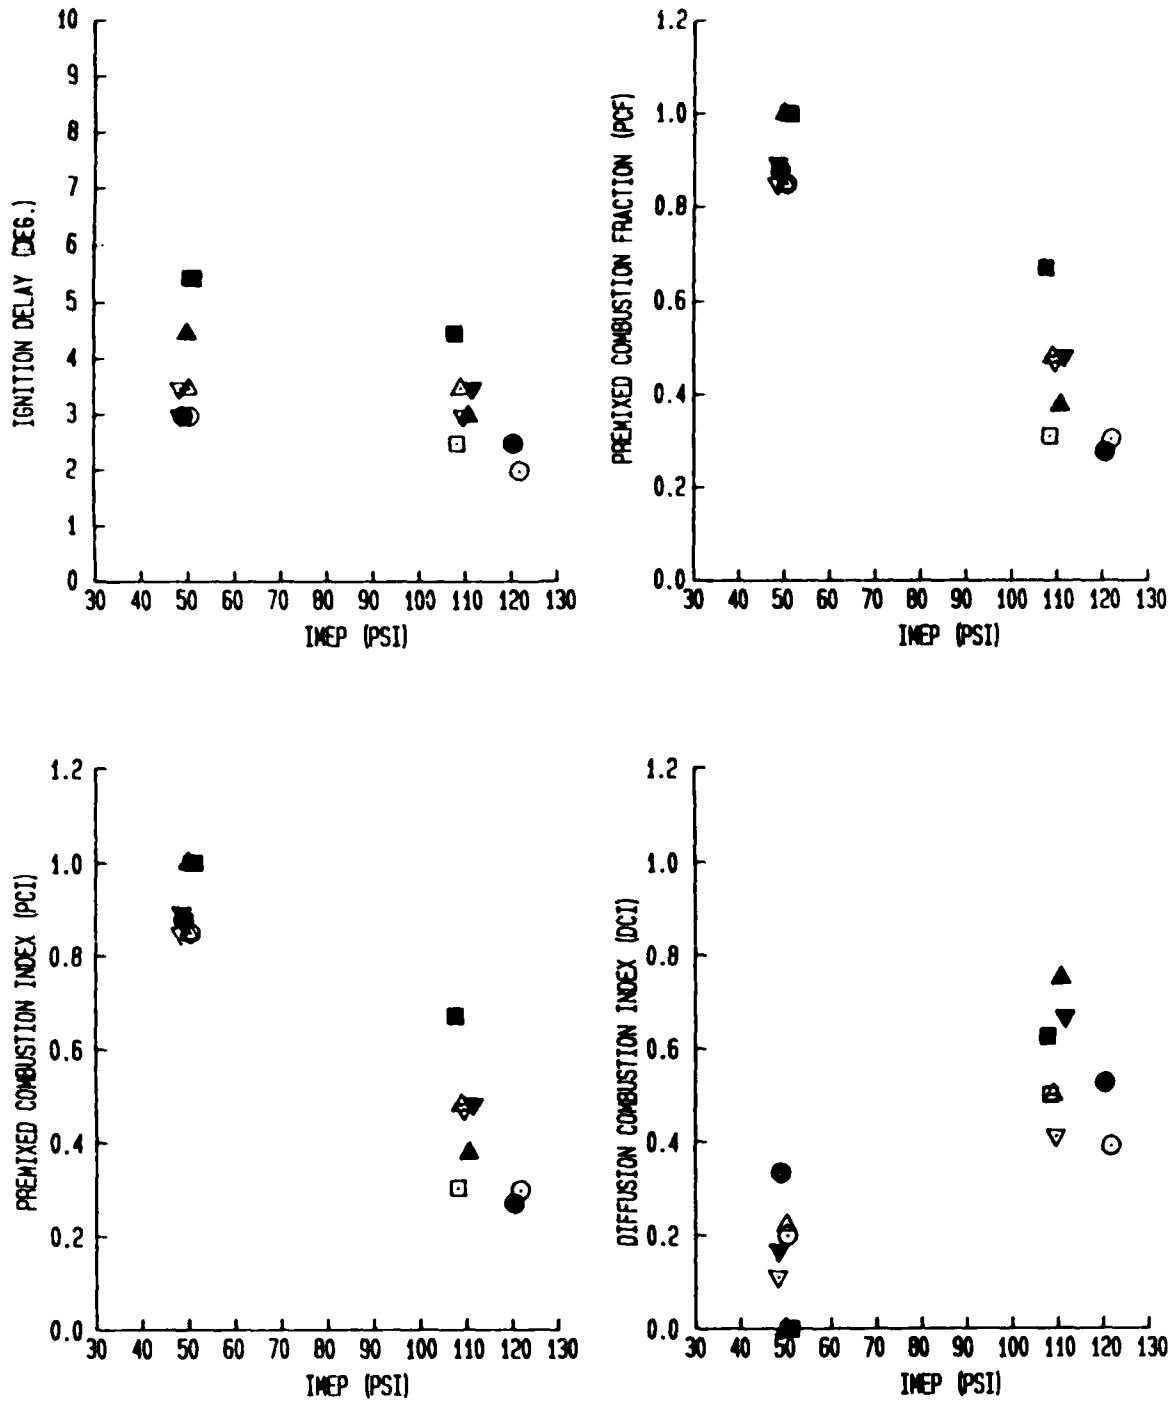 10
9
8
7
6
5
4
3
2
1
0
30 40 50 60 70 80 90 100 110 120 130
IGNITION DELAY (DEG.)
IMEP (PSI)
1.2
1.0
0.8
0.6
0.4
0.2
0.0
30 40 50 60 70 80 90 100 110 120 130
PREMIXED COMBUSTION FRACTION (PCF)
IMEP (PSI)
1.2
1.0
0.8
0.6
0.4
0.2
0.0
30 40 50 60 70 80 90 100 110 120 130
PREMIXED COMBUSTION INDEX (PCI)
IMEP (PSI)
1.2
1.0
0.8
0.6
0.4
0.2
0.0
30 40 50 60 70 80 90 100 110 120 130
DIFFUSION COMBUSTION INDEX (DCI)
IMEP (PSI)